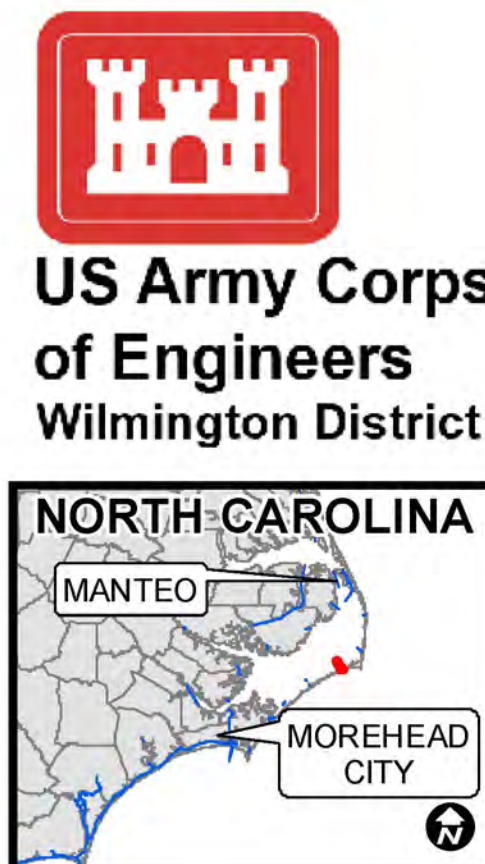 US Army Corps
of Engineers
Wilmington District
NORTH CAROLINA
MANTEO
MOREHEAD
CITY
N